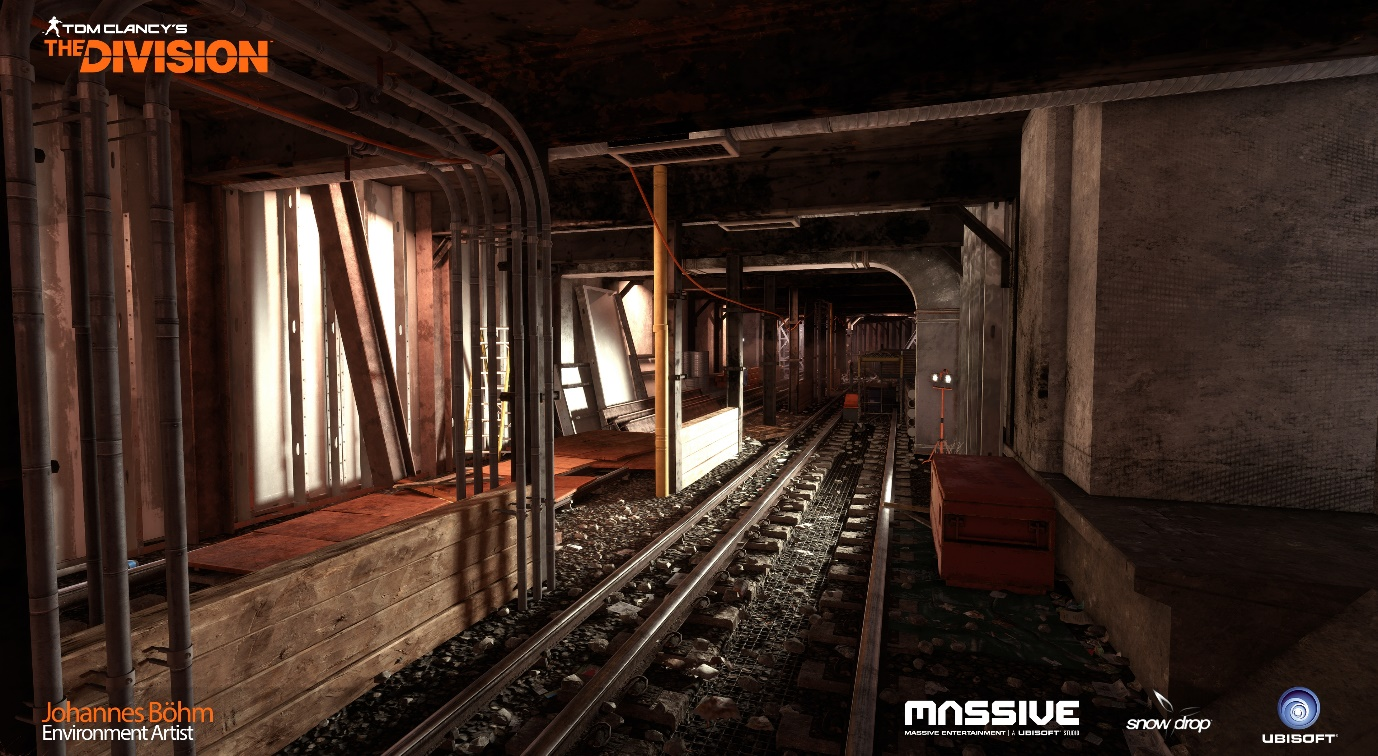 TOM CLANCY'S
THE DIVISION
Johannes Böhm
Environment Artist
MASSIVE
MASSIVE ENTERTAINMENT | A UBISOFT STUDIO
snow drop
UBISOFT